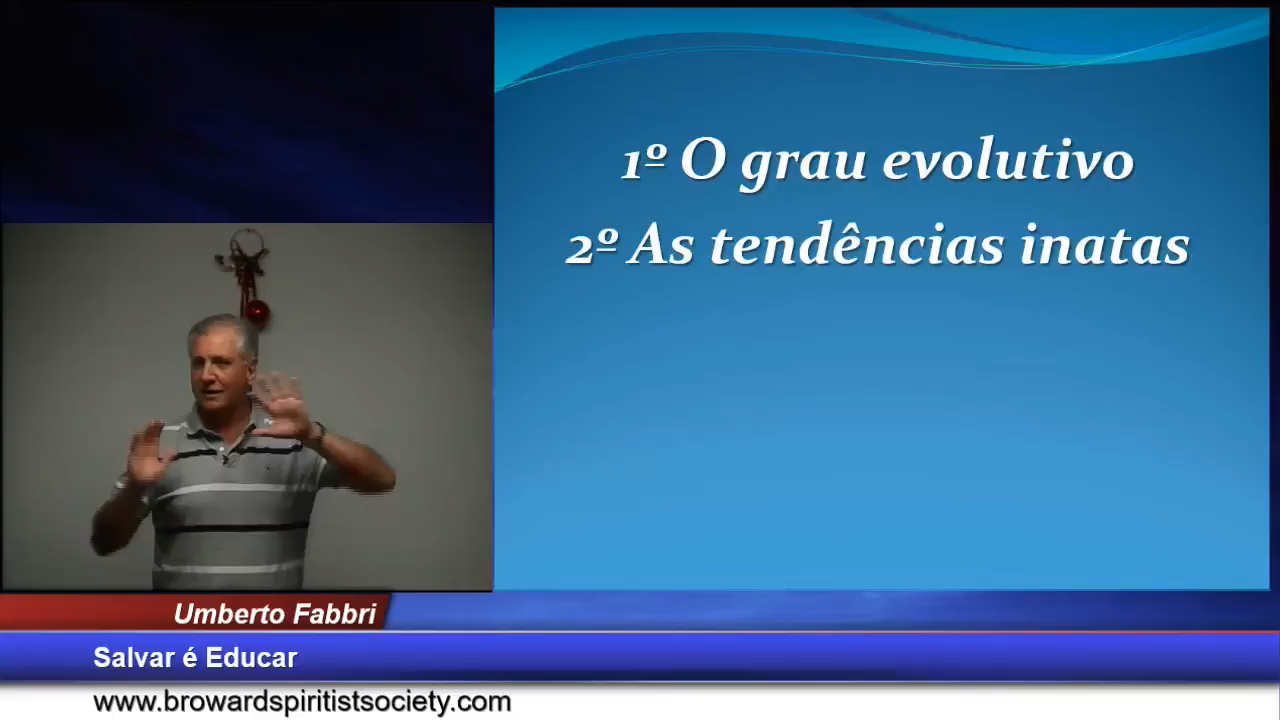 1º O grau evolutivo
2º As tendências inatas
Umberto Fabbri
Salvar é Educar
www.browardspiritistsociety.com